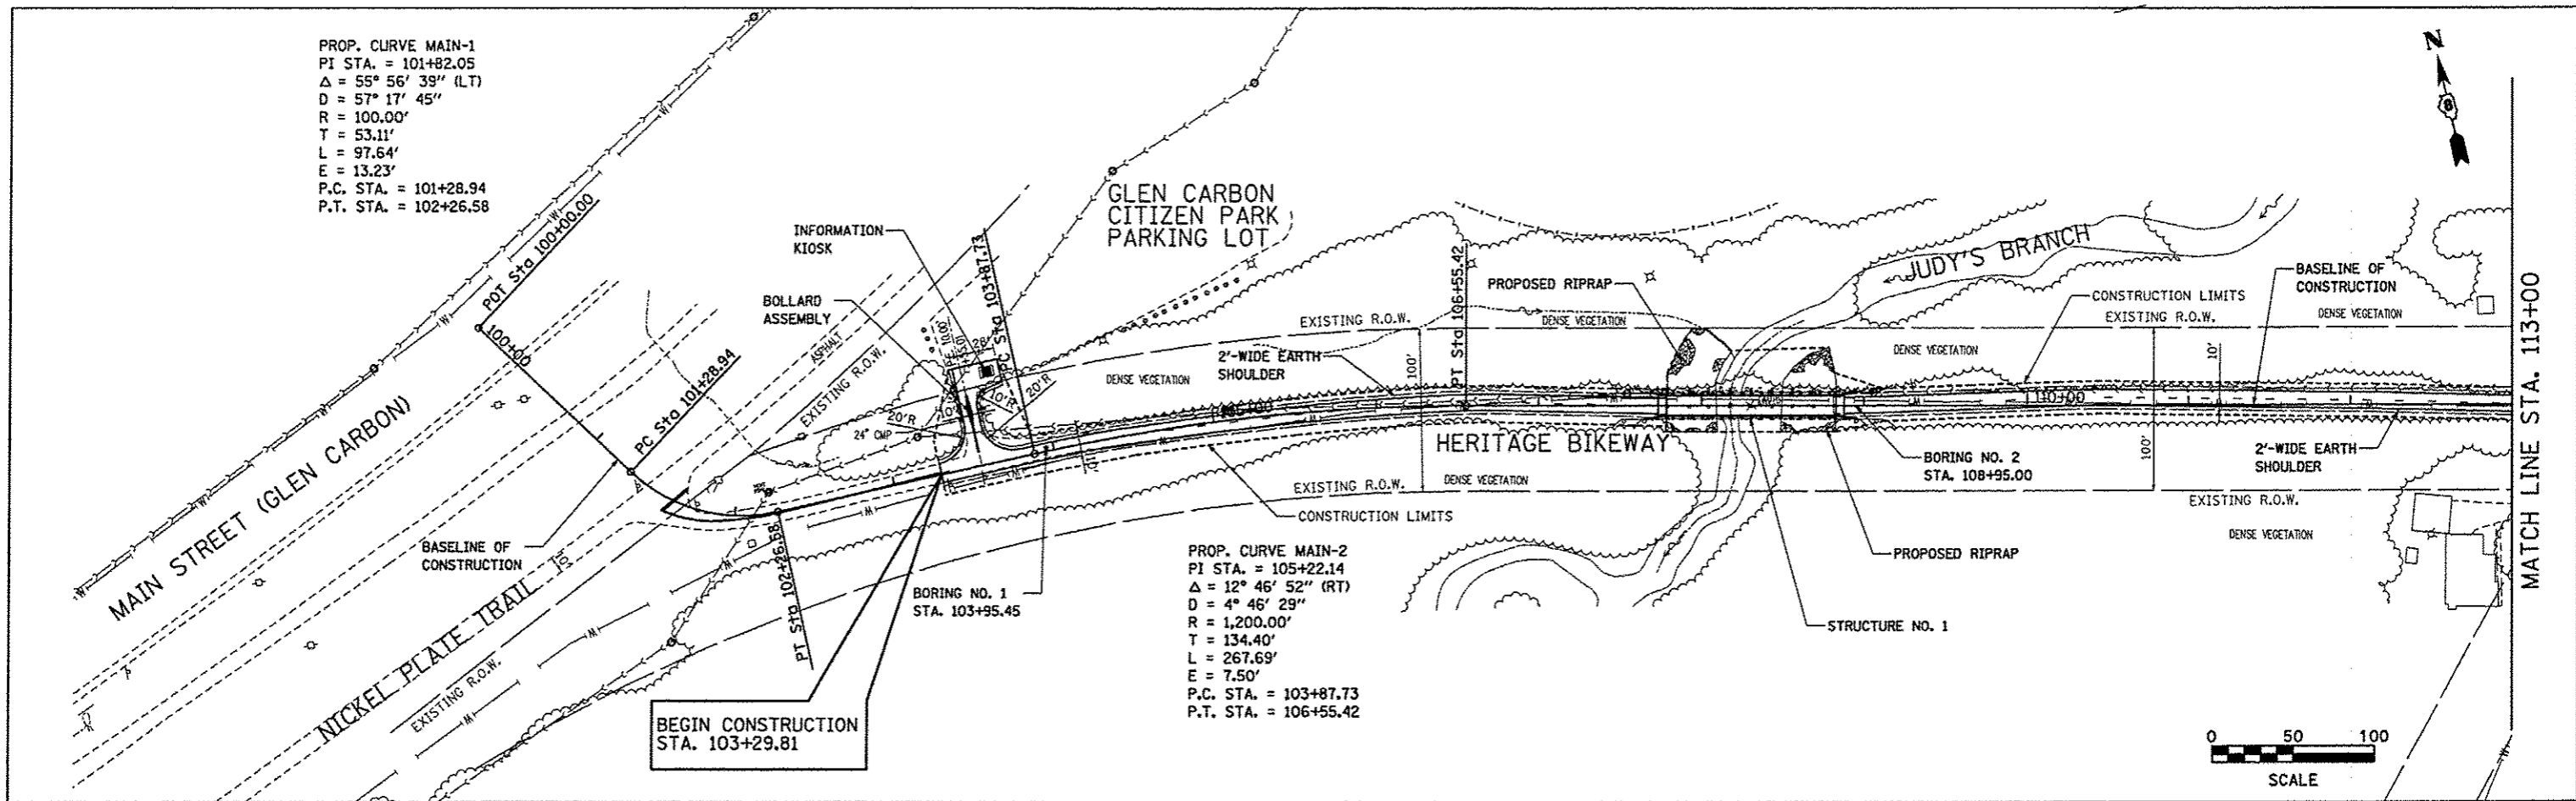 PROP. CURVE MAIN-1
PI STA. = 101+82.05
Δ = 55° 56' 39" (LT)
D = 57° 17' 45"
R = 100.00'
T = 53.11'
L = 97.64'
E = 13.23'
P.C. STA. = 101+28.94
P.T. STA. = 102+26.58
POT Sta 100+00.00
100+00
PC Sta 101+28.94
MAIN STREET (GLEN CARBON)
NICKEL PLATE TRAIL
10'
EXISTING R.O.W.
BASELINE OF
CONSTRUCTION
ASPHALT
EXISTING R.O.W.
INFORMATION
KIOSK
BOLLARD
ASSEMBLY
24" CMP
20'R
10'R
20'R
PC Sta 103+87.73
PT Sta 102+26.58
BEGIN CONSTRUCTION
STA. 103+29.81
BORING NO. 1
STA. 103+95.45
GLEN CARBON
CITIZEN PARK
PARKING LOT
DENSE VEGETATION
2'-WIDE EARTH
SHOULDER
EXISTING R.O.W.
100'
PT Sta 106+55.42
PROPOSED RIPRAP
DENSE VEGETATION
HERITAGE BIKEWAY
DENSE VEGETATION
EXISTING R.O.W.
CONSTRUCTION LIMITS
PROP. CURVE MAIN-2
PI STA. = 105+22.14
Δ = 12° 46' 52" (RT)
D = 4° 46' 29"
R = 1,200.00'
T = 134.40'
L = 267.69'
E = 7.50'
P.C. STA. = 103+87.73
P.T. STA. = 106+55.42
JUDY'S BRANCH
DENSE VEGETATION
CONSTRUCTION LIMITS
EXISTING R.O.W.
BASELINE OF
CONSTRUCTION
DENSE VEGETATION
110+00
100'
10'
BORING NO. 2
STA. 108+95.00
PROPOSED RIPRAP
STRUCTURE NO. 1
2'-WIDE EARTH
SHOULDER
EXISTING R.O.W.
DENSE VEGETATION
MATCH LINE STA. 113+00
N
0 50 100
SCALE